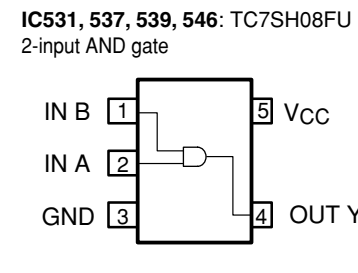 IC531, 537, 539, 546: TC7SH08FU
2-input AND gate
IN B 1 5 VCC
IN A 2
GND 3 4 OUT Y